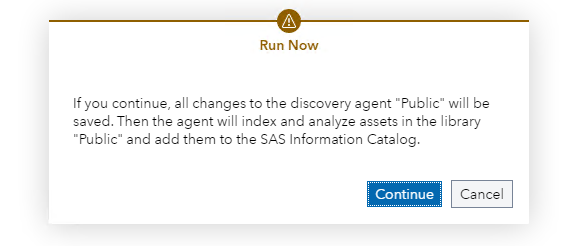 Run Now
If you continue, all changes to the discovery agent "Public" will be
saved. Then the agent will index and analyze assets in the library
"Public" and add them to the SAS Information Catalog.
Continue Cancel